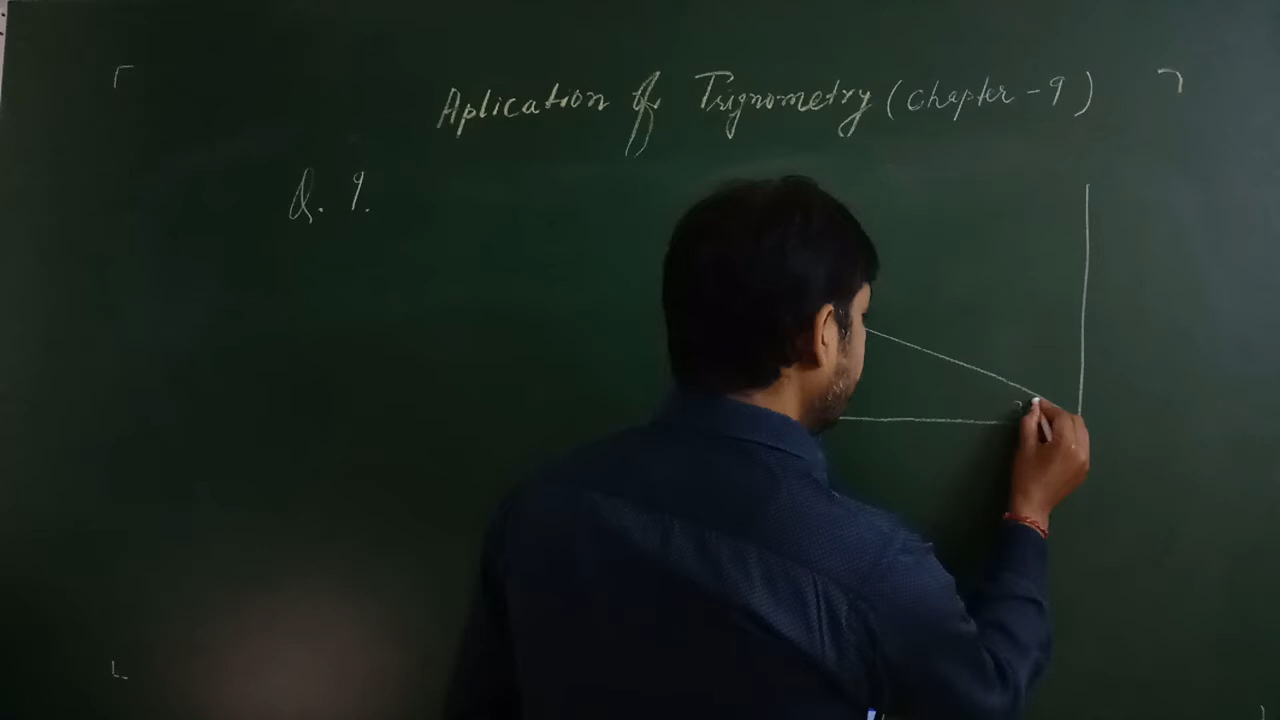 Aplication of Trignometry (Chapter - 9)
Q. 9.